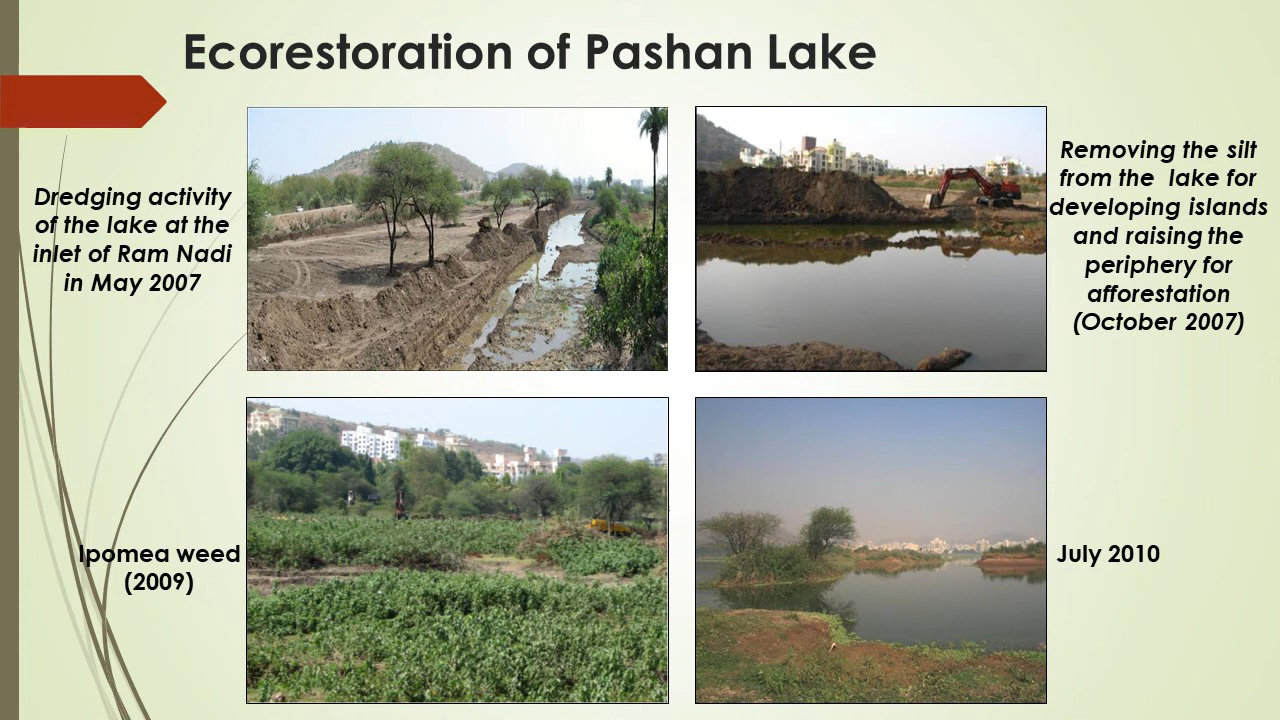 Ecorestoration of Pashan Lake
Dredging activity
of the lake at the
inlet of Ram Nadi
in May 2007
Removing the silt
from the lake for
developing islands
and raising the
periphery for
afforestation
(October 2007)
Ipomea weed
(2009)
July 2010